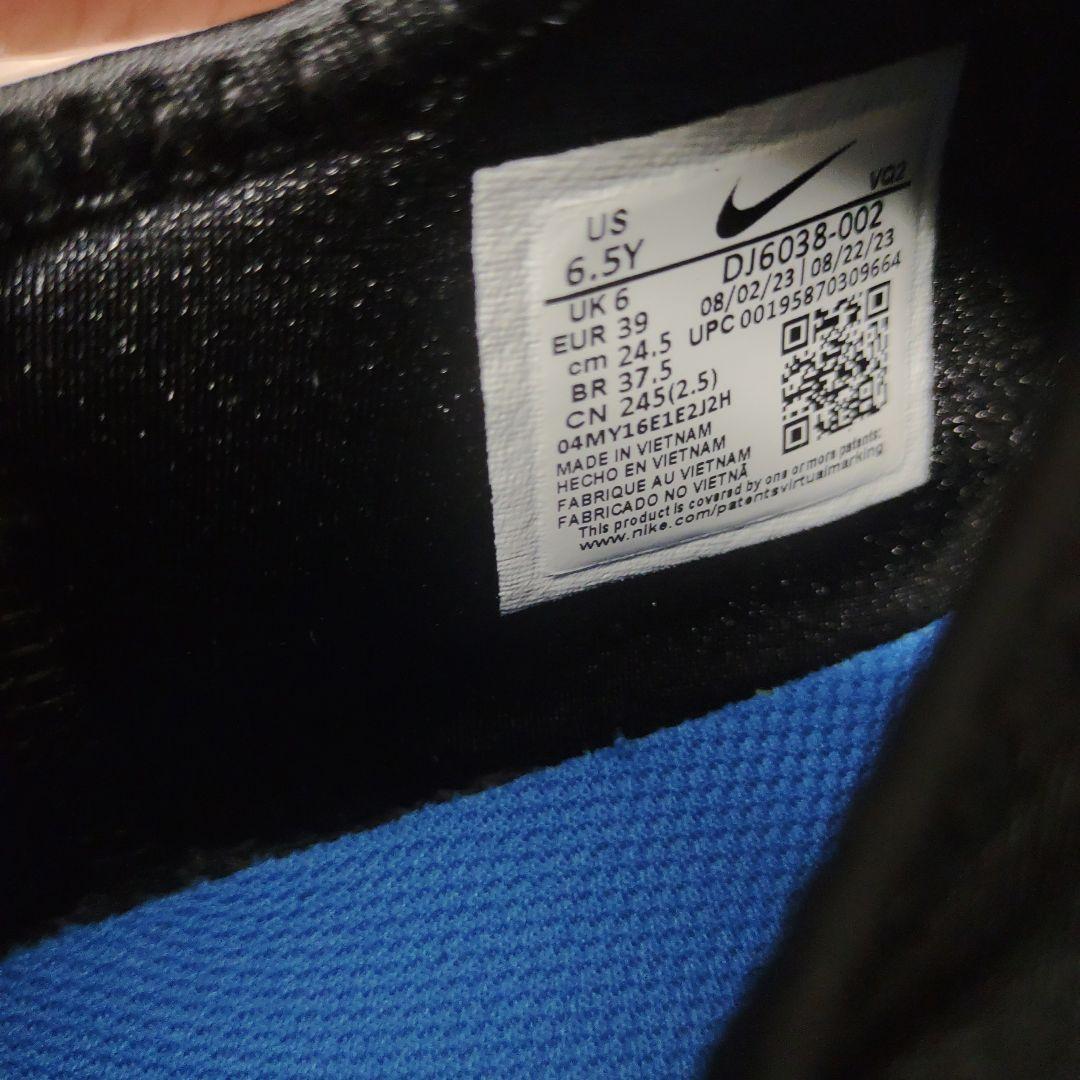 US
6.5Y
VQ2
DJ6038-002
08/02/23 | 08/22/23
UPC 00195870309664
UK 6
EUR 39
cm 24.5
BR 37.5
CN 245(2.5)
04MY16E1E2J2H
MADE IN VIETNAM
HECHO EN VIETNAM
FABRIQUE AU VIETNAM
FABRICADO NO VIETNÃ
This product is covered by one or more patents:
www.nike.com/patentsvirtualmarking